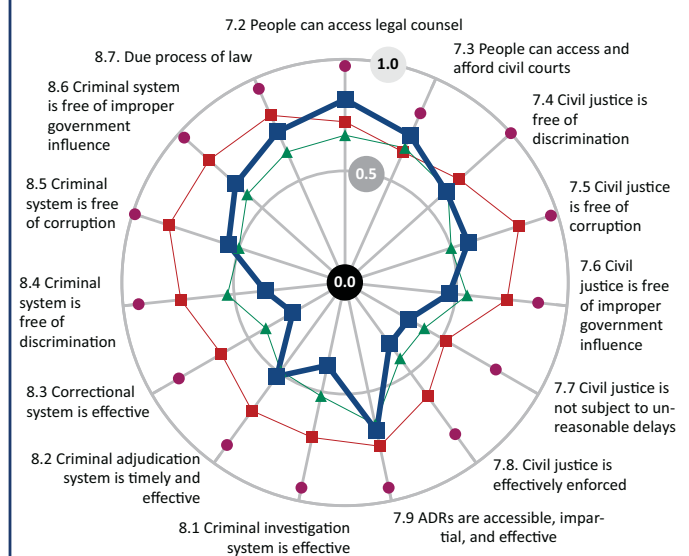 7.2 People can access legal counsel
7.3 People can access and
afford civil courts
7.4 Civil justice is
free of
discrimination
7.5 Civil justice
is free of
corruption
7.6 Civil
justice is free
of improper
government
influence
7.7 Civil justice is
not subject to un-
reasonable delays
7.8. Civil justice is
effectively enforced
7.9 ADRs are accessible, impar-
tial, and effective
8.1 Criminal investigation
system is effective
8.2 Criminal adjudication
system is timely and
effective
8.3 Correctional
system is effective
8.4 Criminal
system is
free of
discrimination
8.5 Criminal
system is free
of corruption
8.6 Criminal system
is free of improper
government
influence
8.7. Due process of law
1.0
0.5
0.0